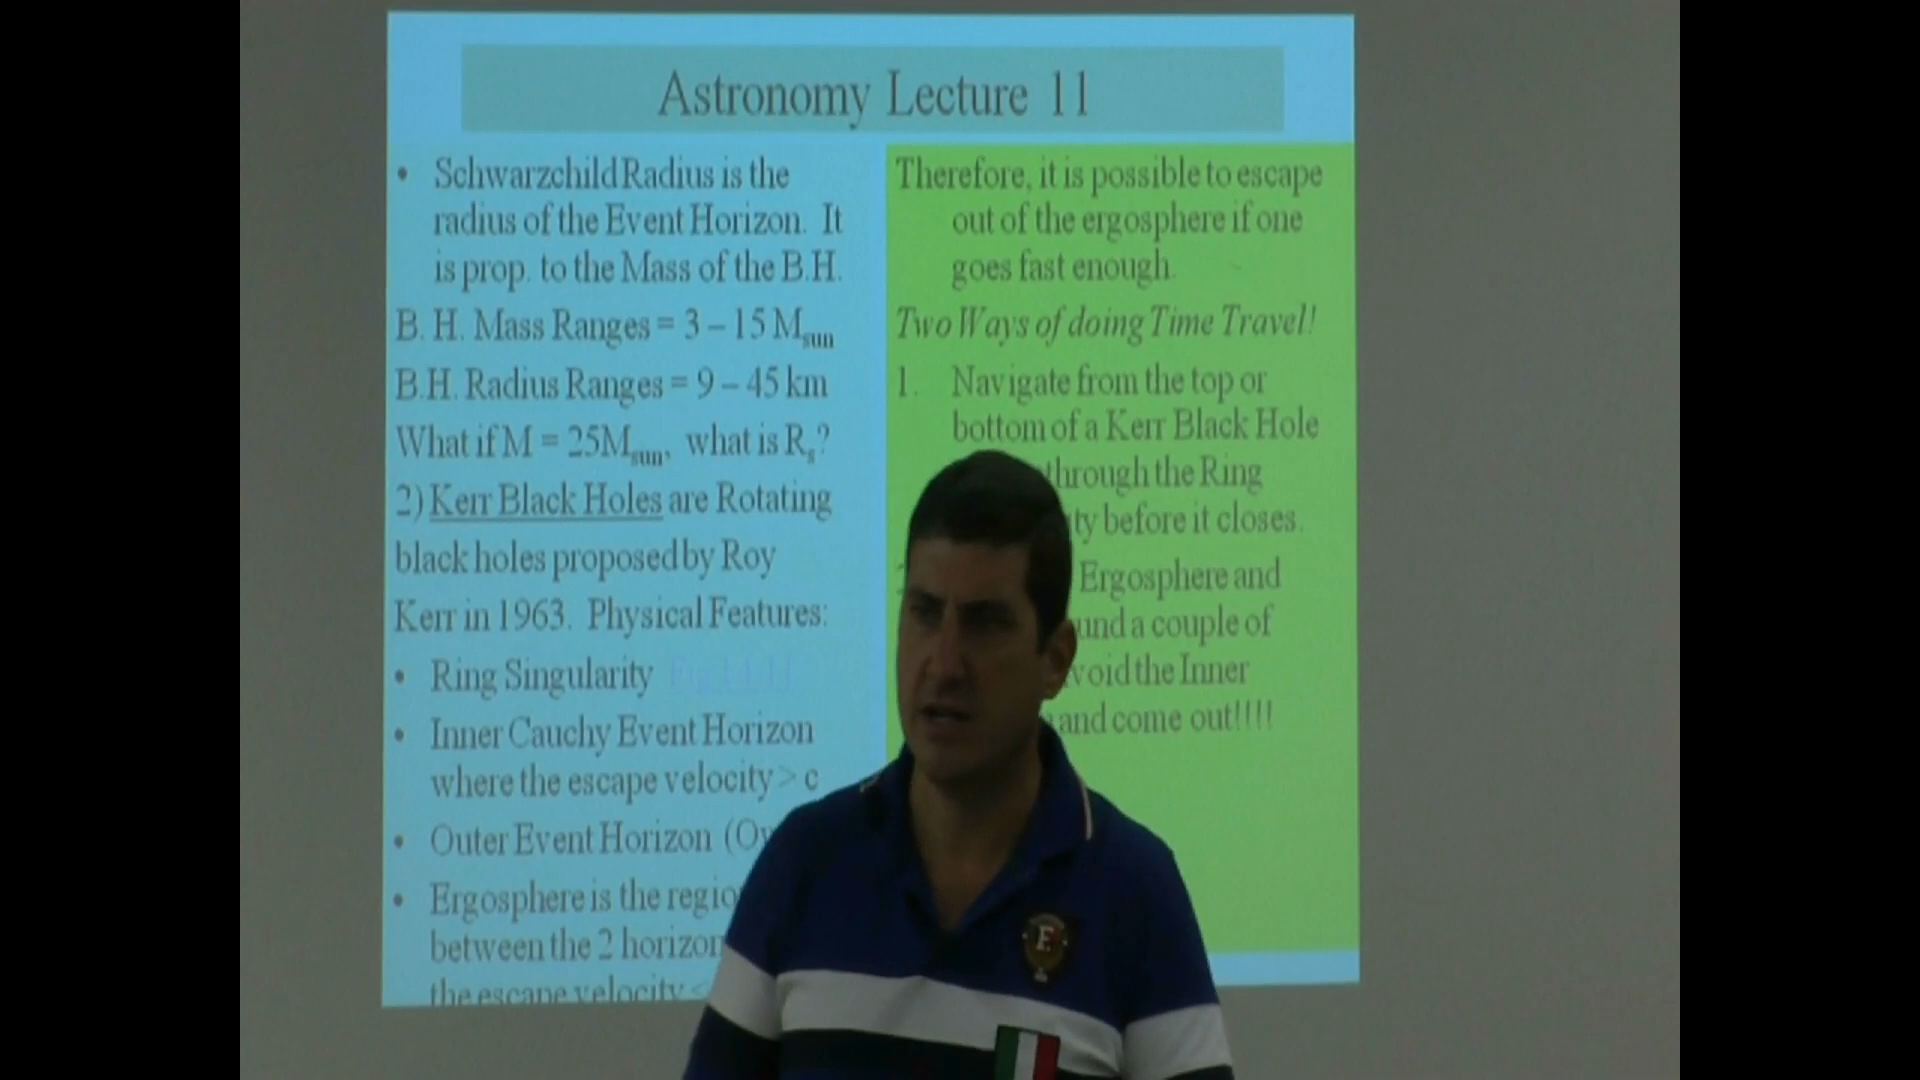 Astronomy Lecture 11
• Schwarzchild Radius is the
radius of the Event Horizon. It
is prop. to the Mass of the B.H.
B. H. Mass Ranges = 3 – 15 Msun
B.H. Radius Ranges = 9 – 45 km
What if M = 25Msun, what is Rs?
2) Kerr Black Holes are Rotating
black holes proposed by Roy
Kerr in 1963. Physical Features:
• Ring Singularity
• Inner Cauchy Event Horizon
where the escape velocity > c
• Outer Event Horizon
• Ergosphere is the
between the 2
the escape velocity <
Therefore, it is possible to escape
out of the ergosphere if one
goes fast enough.
Two Ways of doing Time Travel!
1. Navigate from the top or
bottom of a Kerr Black Hole
through the Ring
before it closes.
Ergosphere and
a couple of
the Inner
and come out!!!!
F